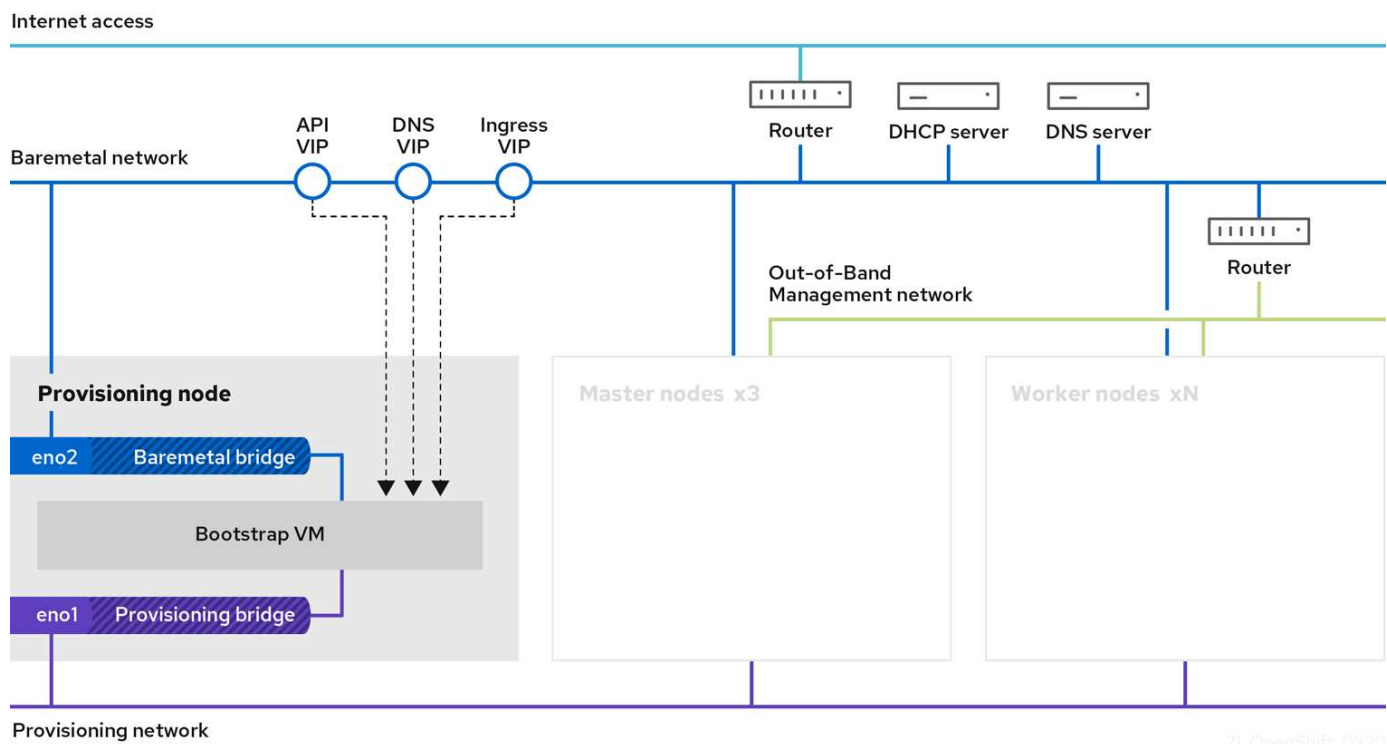 Internet access
Router
DHCP server
DNS server
API
VIP
DNS
VIP
Ingress
VIP
Baremetal network
Router
Out-of-Band
Management network
Provisioning node
Master nodes x3
Worker nodes xN
eno2
Baremetal bridge
Bootstrap VM
eno1
Provisioning bridge
Provisioning network